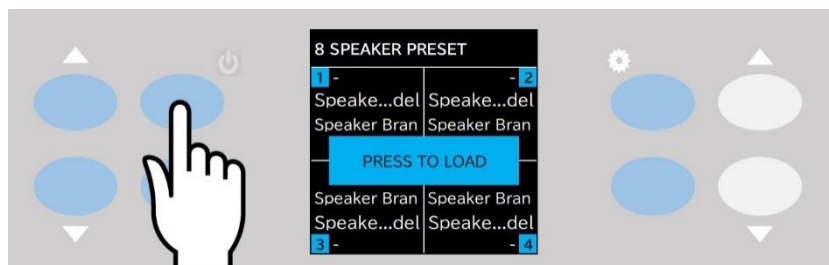 8 SPEAKER PRESET
1 - - 2
Speake...del Speake...del
Speaker Bran Speaker Bran
PRESS TO LOAD
Speaker Bran Speaker Bran
Speake...del Speake...del
3 - - 4